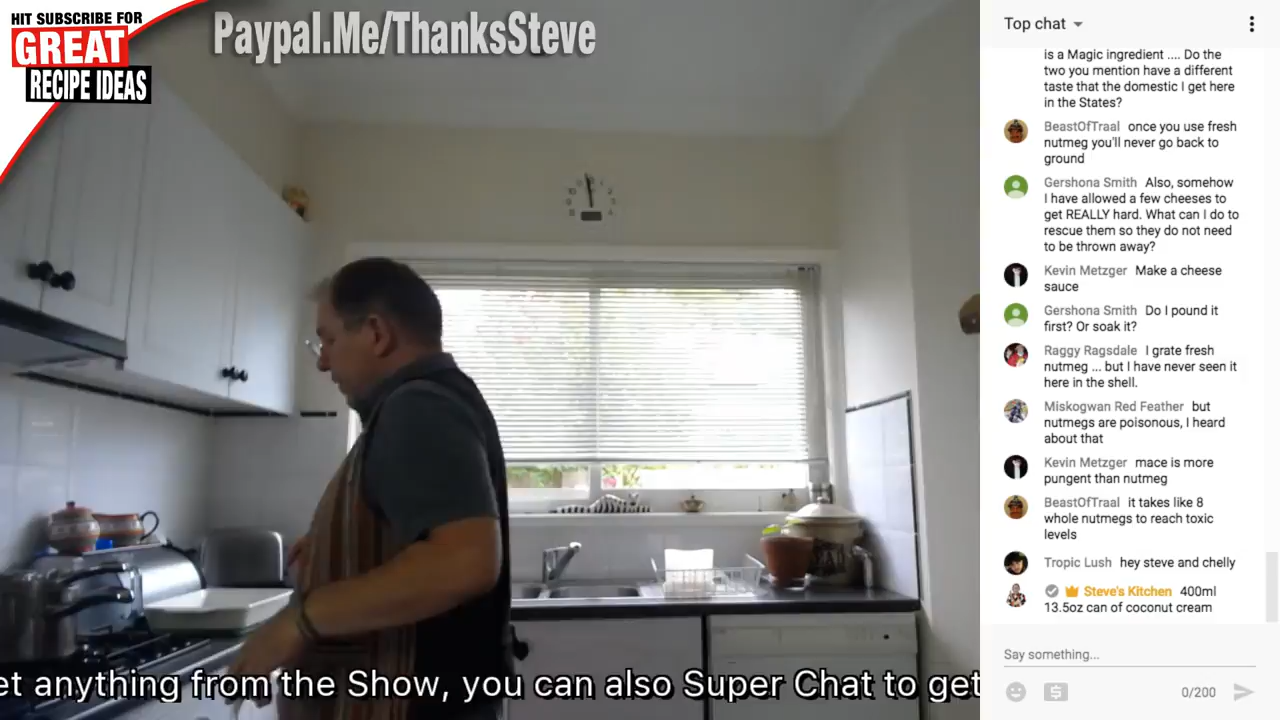 HIT SUBSCRIBE FOR
GREAT
RECIPE IDEAS
Paypal.Me/ThanksSteve
et anything from the Show, you can also Super Chat to get
Top chat
is a Magic ingredient .... Do the
two you mention have a different
taste that the domestic I get here
in the States?
BeastOfTraal once you use fresh
nutmeg you'll never go back to
ground
Gershona Smith Also, somehow
I have allowed a few cheeses to
get REALLY hard. What can I do to
rescue them so they do not need
to be thrown away?
Kevin Metzger Make a cheese
sauce
Gershona Smith Do I pound it
first? Or soak it?
Raggy Ragsdale I grate fresh
nutmeg ... but I have never seen it
here in the shell.
Miskogwan Red Feather but
nutmegs are poisonous, I heard
about that
Kevin Metzger mace is more
pungent than nutmeg
BeastOfTraal it takes like 8
whole nutmegs to reach toxic
levels
Tropic Lush hey steve and chelly
Steve's Kitchen 400ml
13.5oz can of coconut cream
Say something...
0/200